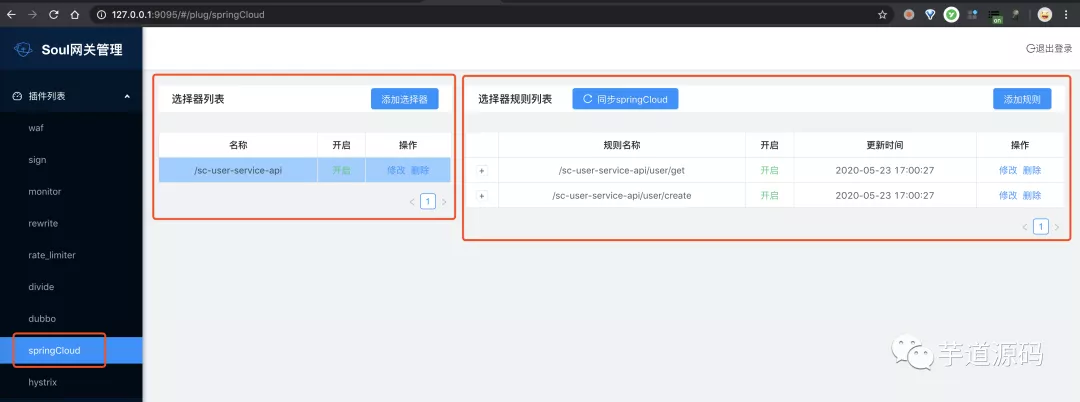 127.0.0.1:9095/#/plug/springCloud
on
Soul网关管理
退出登录
插件列表
waf
sign
monitor
rewrite
rate_limiter
divide
dubbo
springCloud
hystrix
选择器列表 添加选择器
名称 开启 操作
/sc-user-service-api 开启 修改 删除
< 1 >
选择器规则列表 同步springCloud 添加规则
规则名称 开启 更新时间 操作
+ /sc-user-service-api/user/get 开启 2020-05-23 17:00:27 修改 删除
+ /sc-user-service-api/user/create 开启 2020-05-23 17:00:27 修改 删除
< 1 >
芋道源码